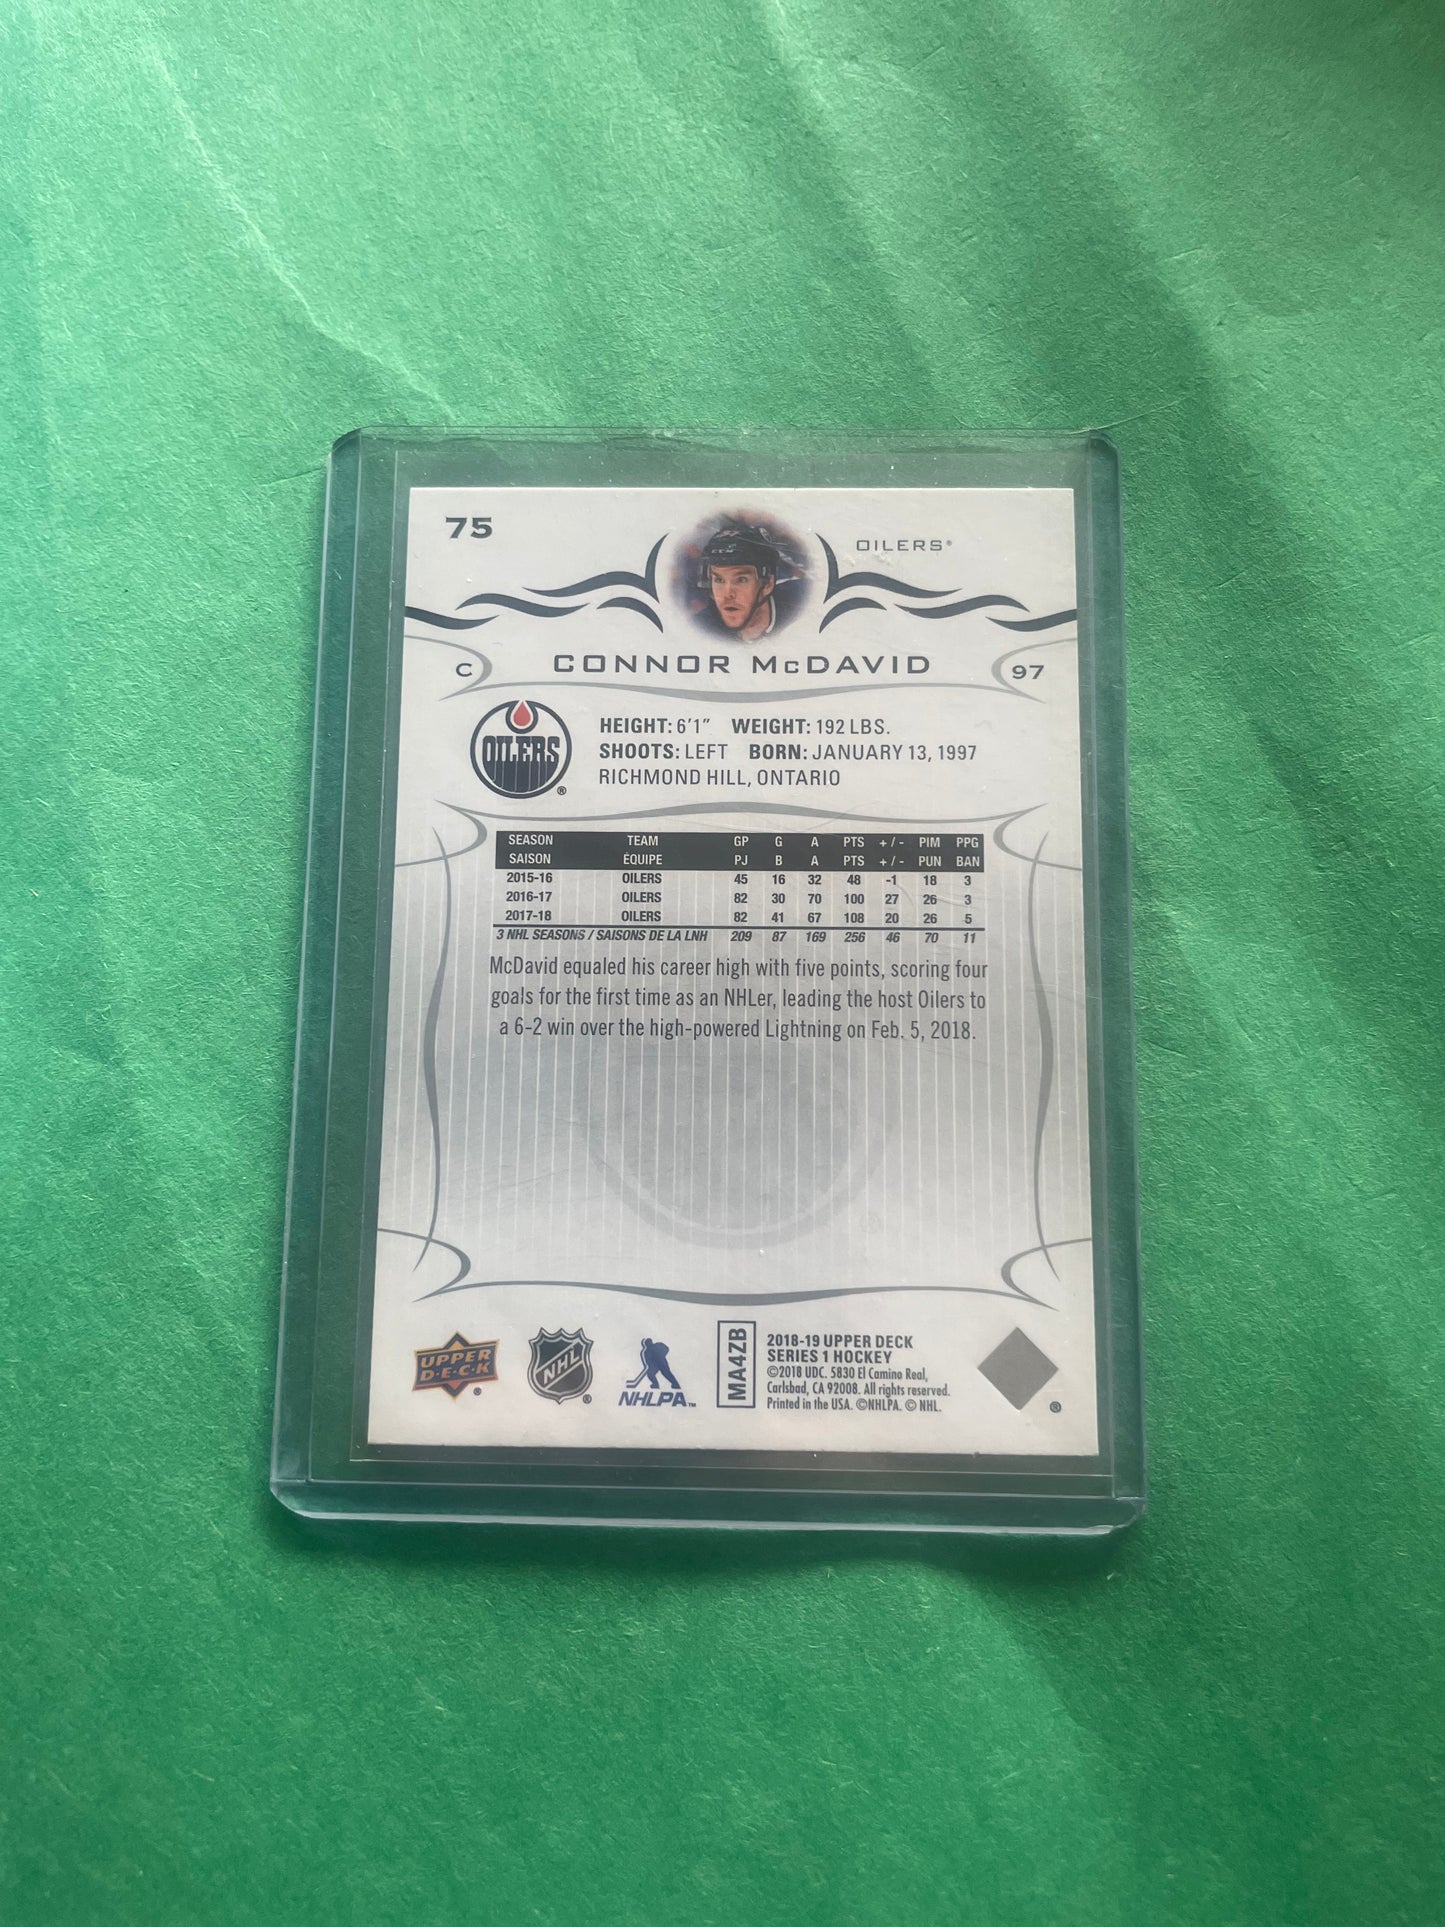 75
OILERS®
C CONNOR McDAVID 97
OILERS ®
HEIGHT: 6'1" WEIGHT: 192 LBS.
SHOOTS: LEFT BORN: JANUARY 13, 1997
RICHMOND HILL, ONTARIO
SEASON TEAM GP G A PTS +/- PIM PPG
SAISON ÉQUIPE PJ B A PTS +/- PUN BAN
2015-16 OILERS 45 16 32 48 -1 18 3
2016-17 OILERS 82 30 70 100 27 26 3
2017-18 OILERS 82 41 67 108 20 26 5
3 NHL SEASONS / SAISONS DE LA LNH 209 87 169 256 46 70 11
McDavid equaled his career high with five points, scoring four
goals for the first time as an NHLer, leading the host Oilers to
a 6-2 win over the high-powered Lightning on Feb. 5, 2018.
UPPER
D·E·C·K ®
NHL ®
NHLPA™
MA4ZB
2018-19 UPPER DECK
SERIES 1 HOCKEY
©2018 UDC. 5830 El Camino Real,
Carlsbad, CA 92008. All rights reserved.
Printed in the USA. ©NHLPA. © NHL.
®